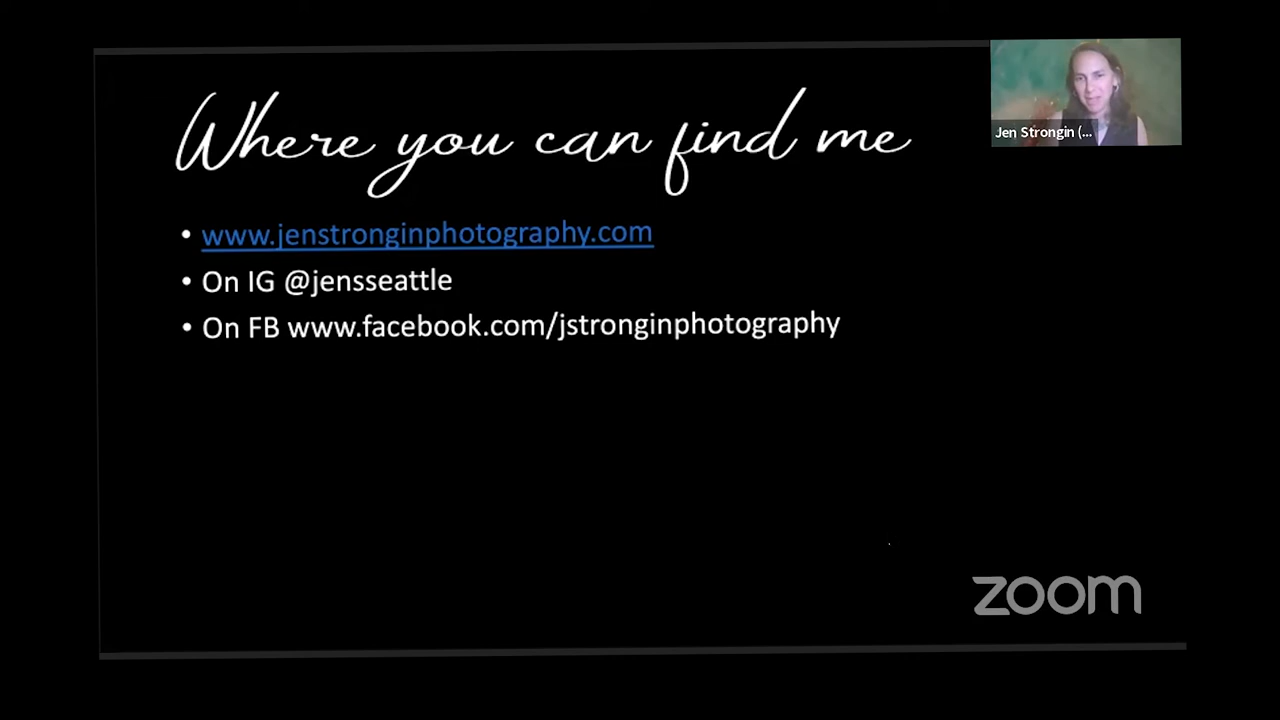 Where you can find me
Jen Strongin (...
• www.jenstronginphotography.com
• On IG @jensseattle
• On FB www.facebook.com/jstronginphotography
zoom